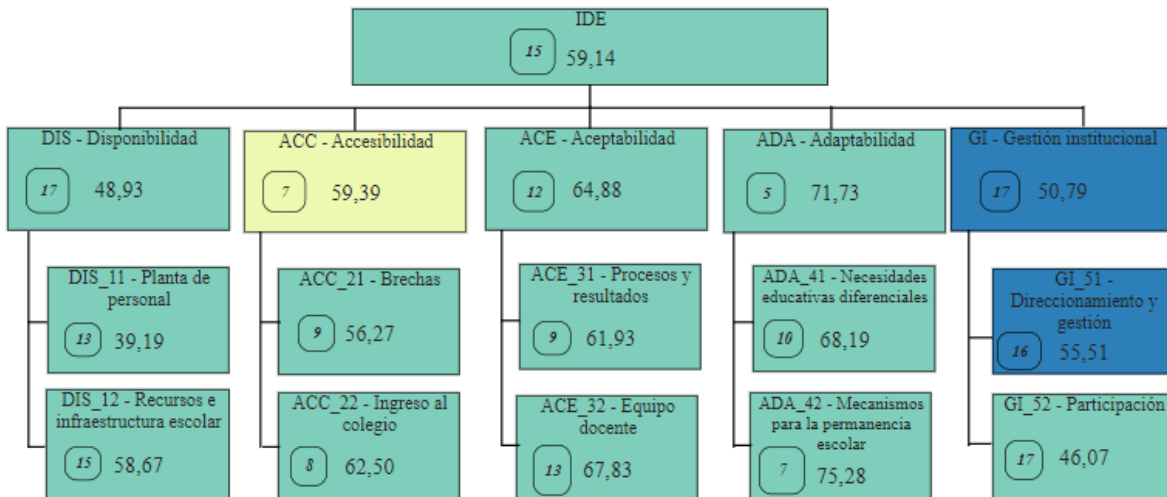 IDE
15 59,14
DIS - Disponibilidad
17 48,93
ACC - Accesibilidad
7 59,39
ACE - Aceptabilidad
12 64,88
ADA - Adaptabilidad
5 71,73
GI - Gestión institucional
17 50,79
DIS_11 - Planta de
personal
13 39,19
ACC_21 - Brechas
9 56,27
ACE_31 - Procesos y
resultados
9 61,93
ADA_41 - Necesidades
educativas diferenciales
10 68,19
GI_51 -
Direccionamiento y
gestión
16 55,51
DIS_12 - Recursos e
infraestructura escolar
15 58,67
ACC_22 - Ingreso al
colegio
8 62,50
ACE_32 - Equipo
docente
13 67,83
ADA_42 - Mecanismos
para la permanencia
escolar
7 75,28
GI_52 - Participación
17 46,07